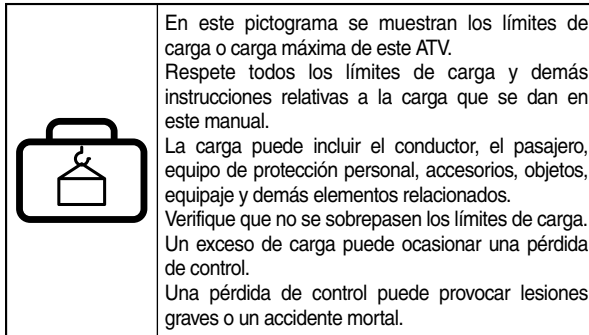 En este pictograma se muestran los límites de
carga o carga máxima de este ATV.
Respete todos los límites de carga y demás
instrucciones relativas a la carga que se dan en
este manual.
La carga puede incluir el conductor, el pasajero,
equipo de protección personal, accesorios, objetos,
equipaje y demás elementos relacionados.
Verifique que no se sobrepasen los límites de carga.
Un exceso de carga puede ocasionar una pérdida
de control.
Una pérdida de control puede provocar lesiones
graves o un accidente mortal.